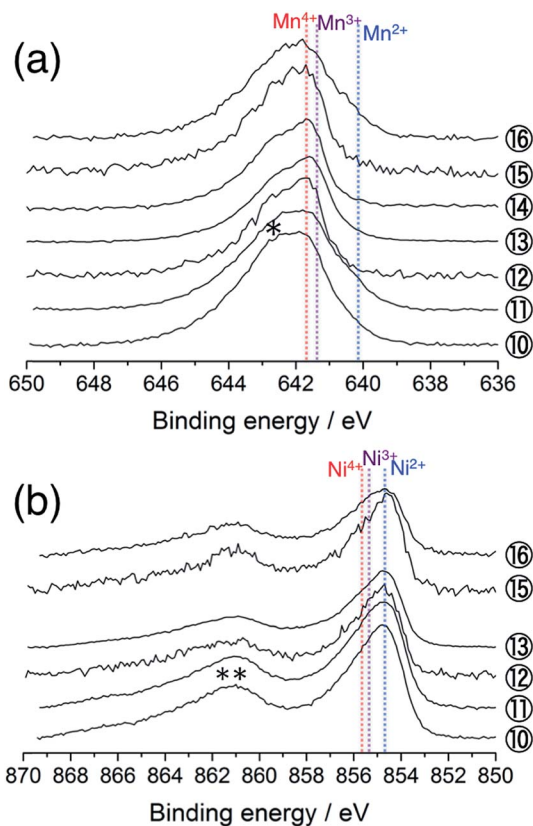 Mn⁴⁺ Mn³⁺
Mn²⁺
(a)
⑯
⑮
⑭
⑬
*
⑫
⑪
⑩
650 648 646 644 642 640 638 636
Binding energy / eV
Ni³⁺
Ni⁴⁺ Ni²⁺
(b)
⑯
⑮
⑬
⑫
**
⑪
⑩
870 868 866 864 862 860 858 856 854 852 850
Binding energy / eV